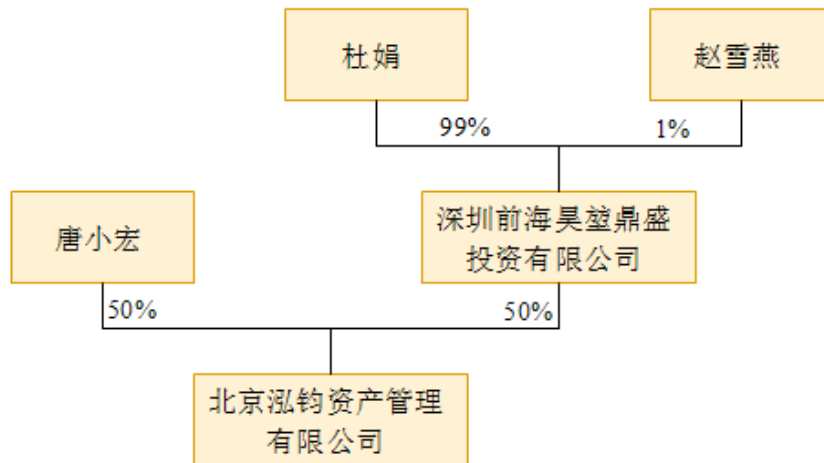 杜娟
赵雪燕
99%
1%
唐小宏
深圳前海昊堃鼎盛
投资有限公司
50%
50%
北京泓钧资产管理
有限公司